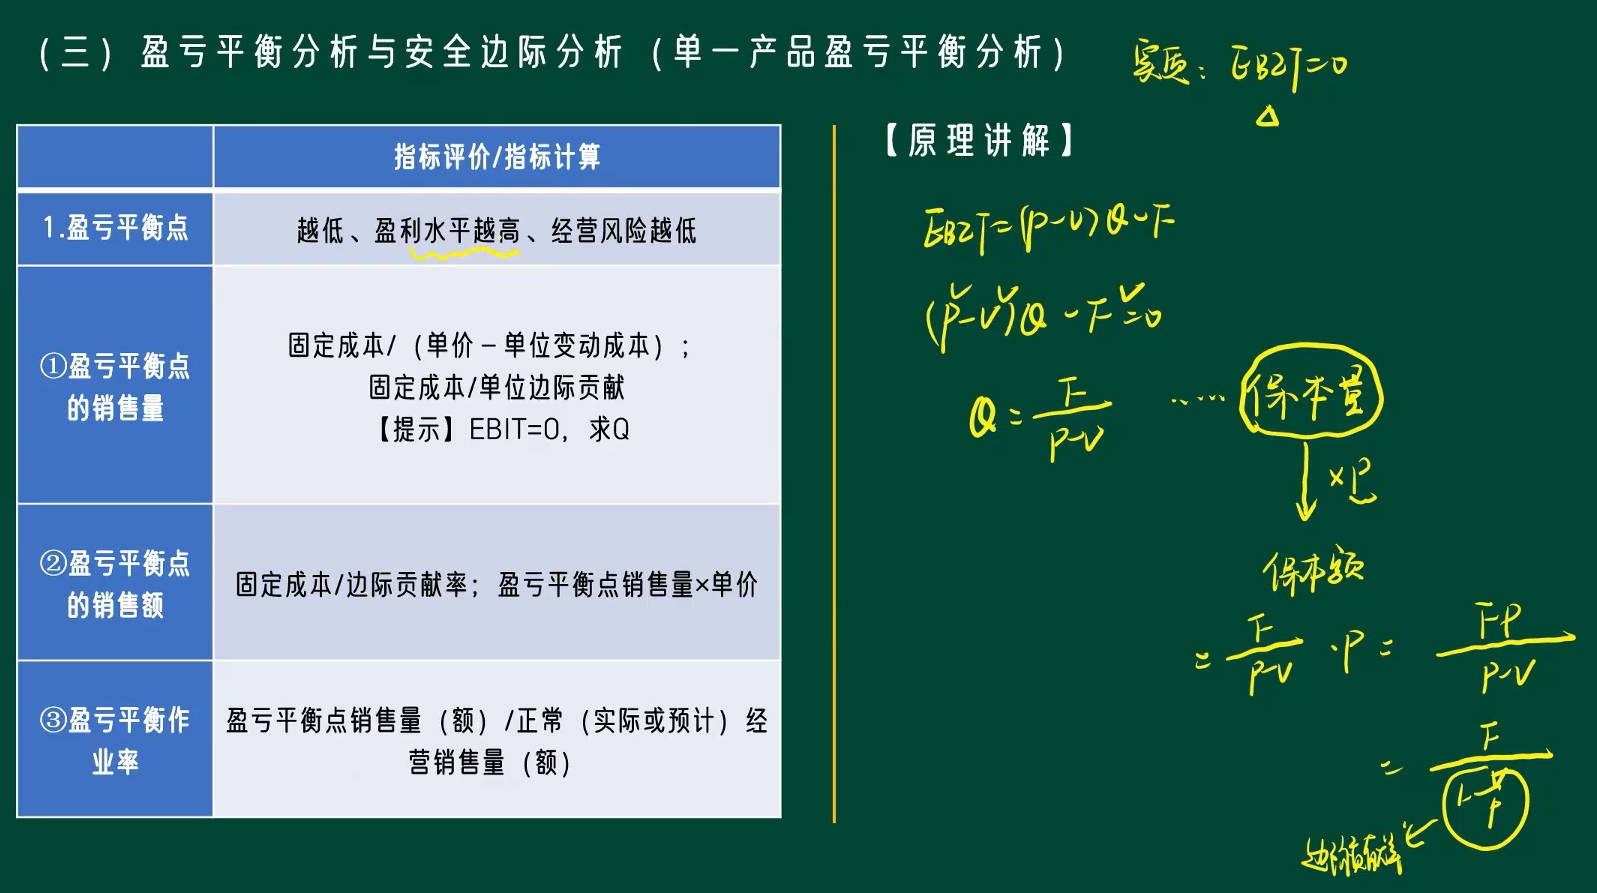 (三) 盈亏平衡分析与安全边际分析 (单一产品盈亏平衡分析)
实质: EBIT=0
Δ
指标评价/指标计算
1.盈亏平衡点
越低、盈利水平越高、经营风险越低
①盈亏平衡点
的销售量
固定成本/（单价－单位变动成本）;
固定成本/单位边际贡献
【提示】EBIT=0, 求Q
②盈亏平衡点
的销售额
固定成本/边际贡献率; 盈亏平衡点销售量×单价
③盈亏平衡作
业率
盈亏平衡点销售量（额）/正常（实际或预计）经
营销售量（额）
【原理讲解】
EBIT=(P-V)Q-F
(P-V)Q-F=0
Q = F/(P-V) …… 保本量
×P
保本额
= F/(P-V) ·P = FP/(P-V)
= F/(1-V/P)
边际贡献率